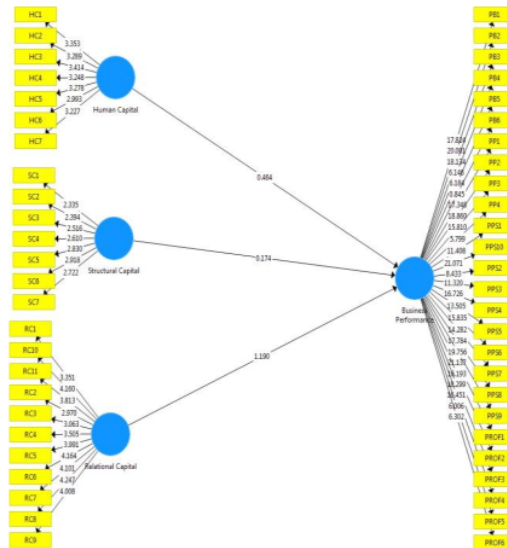 HC1
HC2
HC3
HC4
HC5
HC6
HC7
3.353
3.289
3.414
3.248
3.278
2.993
3.227
Human Capital
0.464
SC1
SC2
SC3
SC4
SC5
SC6
SC7
2.335
2.394
2.516
2.610
2.830
2.818
2.722
Structural Capital
0.174
RC1
RC10
RC11
RC2
RC3
RC4
RC5
RC6
RC7
RC8
RC9
3.351
4.160
3.813
2.970
3.063
3.505
3.991
4.164
4.101
4.247
4.008
Relational Capital
1.190
Business
Performance
18.134
6.148
6.184
0.845
17.348
18.860
15.810
5.799
11.408
21.071
8.433
11.320
16.726
13.505
15.835
14.282
17.784
19.756
21.137
16.193
18.299
16.451
6.006
6.302
PB1
PB2
PB3
PB4
PB5
PB6
PP1
PP2
PP3
PP4
PPS1
PPS10
PPS2
PPS3
PPS4
PPS5
PPS6
PPS7
PPS8
PPS9
PROF1
PROF2
PROF3
PROF4
PROF5
PROF6